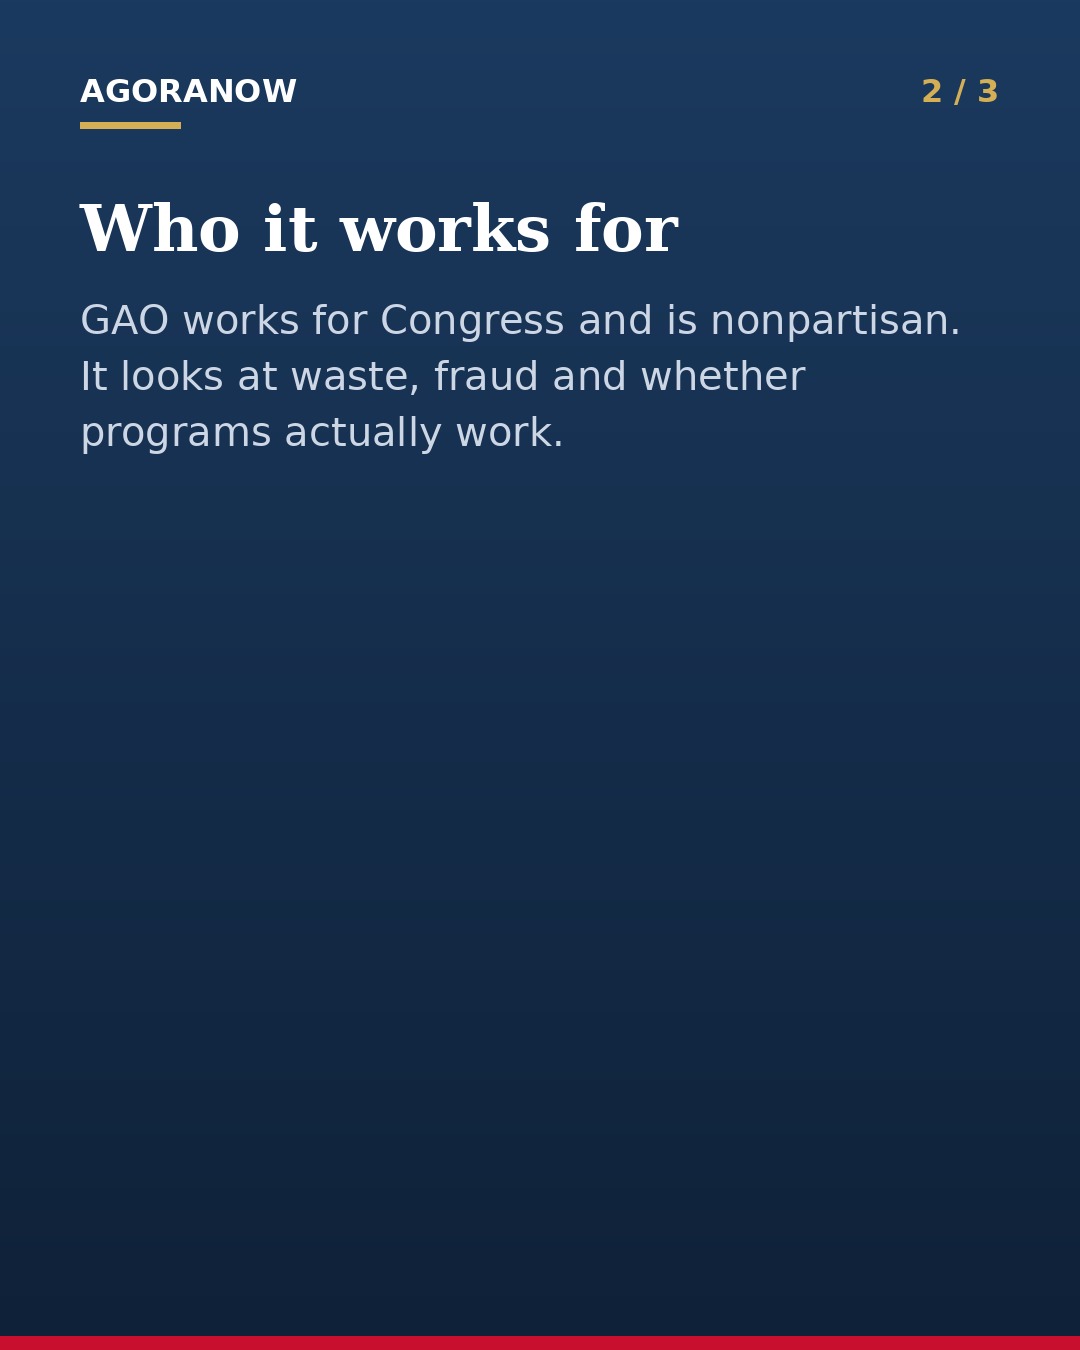 AGORANOW
2 / 3
Who it works for
GAO works for Congress and is nonpartisan.
It looks at waste, fraud and whether
programs actually work.